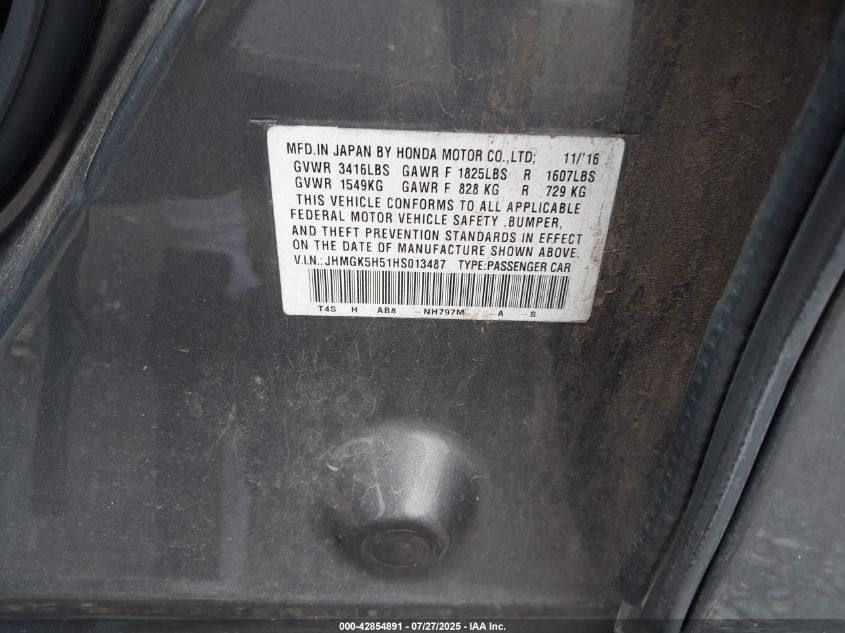 MFD.IN JAPAN BY HONDA MOTOR CO.,LTD; 11/'16
GVWR 3416LBS GAWR F 1825LBS R 1607LBS
GVWR 1549KG GAWR F 828 KG R 729 KG
THIS VEHICLE CONFORMS TO ALL APPLICABLE
FEDERAL MOTOR VEHICLE SAFETY ,BUMPER,
AND THEFT PREVENTION STANDARDS IN EFFECT
ON THE DATE OF MANUFACTURE SHOWN ABOVE.
V.I.N.:JHMGK5H51HS013487 TYPE:PASSENGER CAR
T4S H AB8 -NH797M -A -S
000-42854891 - 07/27/2025 - IAA Inc.